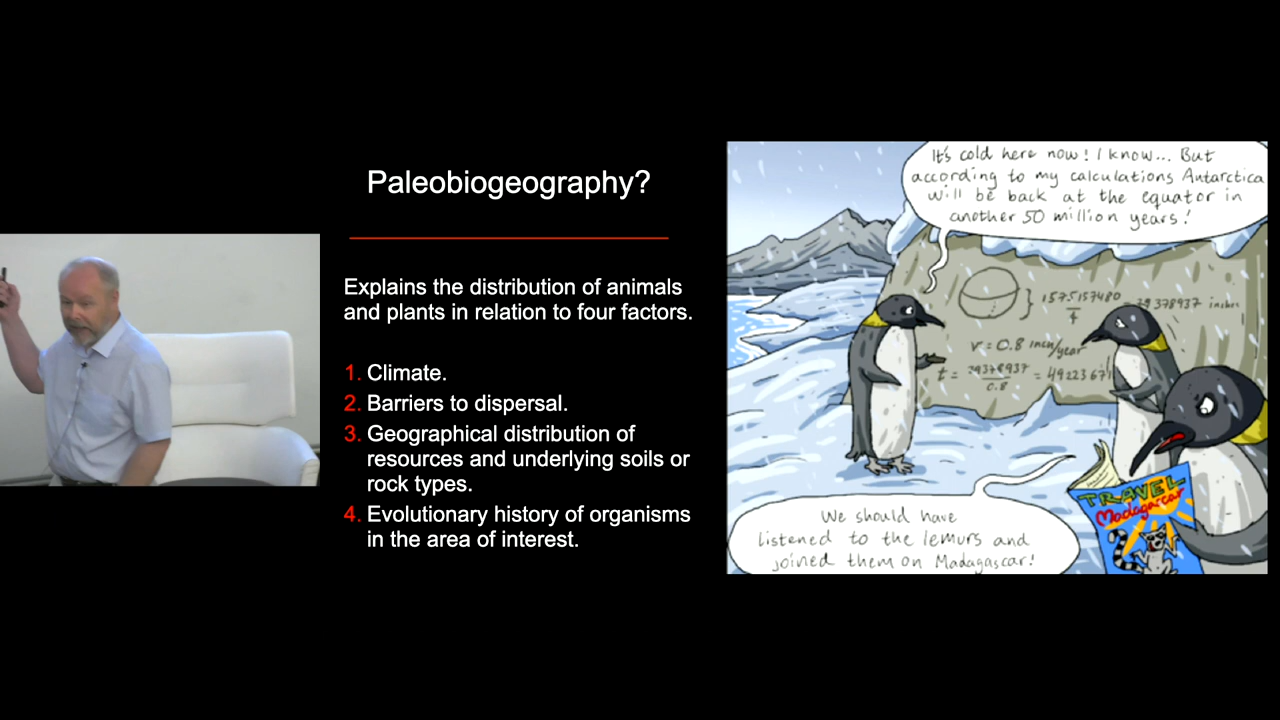 Paleobiogeography?
Explains the distribution of animals
and plants in relation to four factors.
1. Climate.
2. Barriers to dispersal.
3. Geographical distribution of
resources and underlying soils or
rock types.
4. Evolutionary history of organisms
in the area of interest.
It's cold here now! I know... But
according to my calculations Antarctica
will be back at the equator in
another 50 million years!
1575157480
4
v = 0.8 inch/year
t =
0.8
We should have
listened to the lemurs and
joined them on Madagascar!
TRAVEL
Madagascar